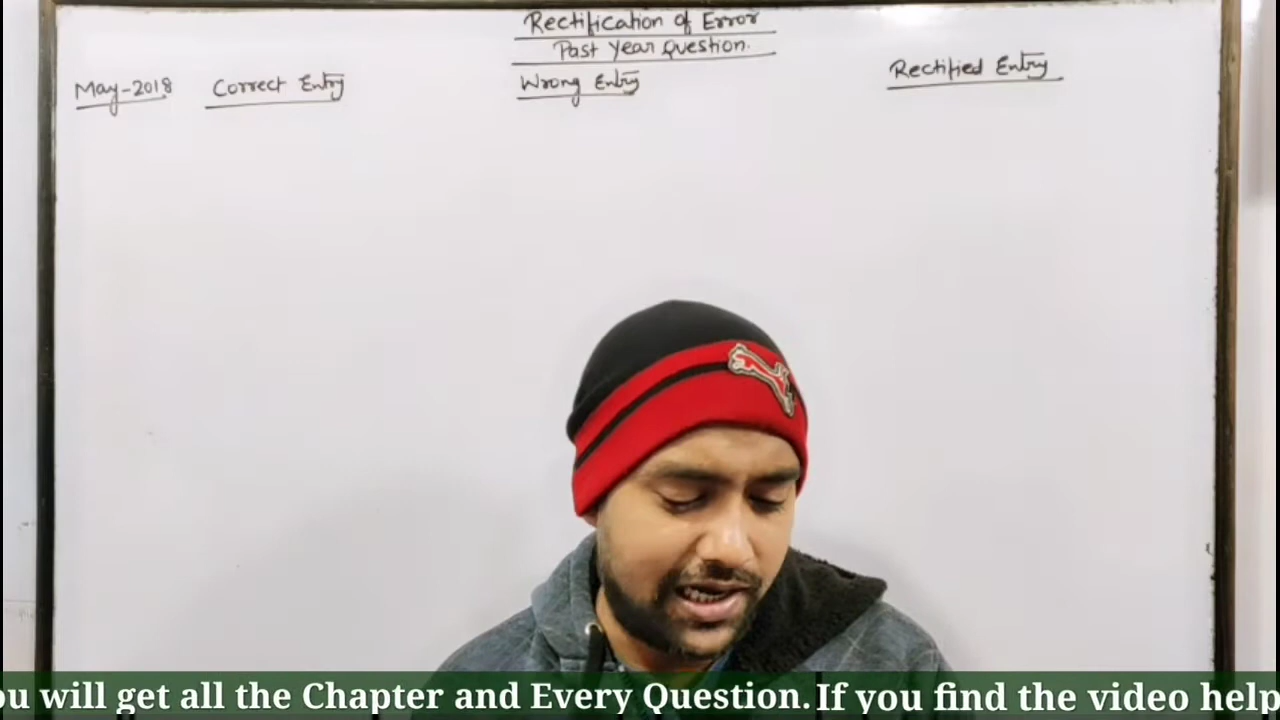 Rectification of Error
Past Year Question.
May-2018 Correct Entry Wrong Entry Rectified Entry
ou will get all the Chapter and Every Question. If you find the video help